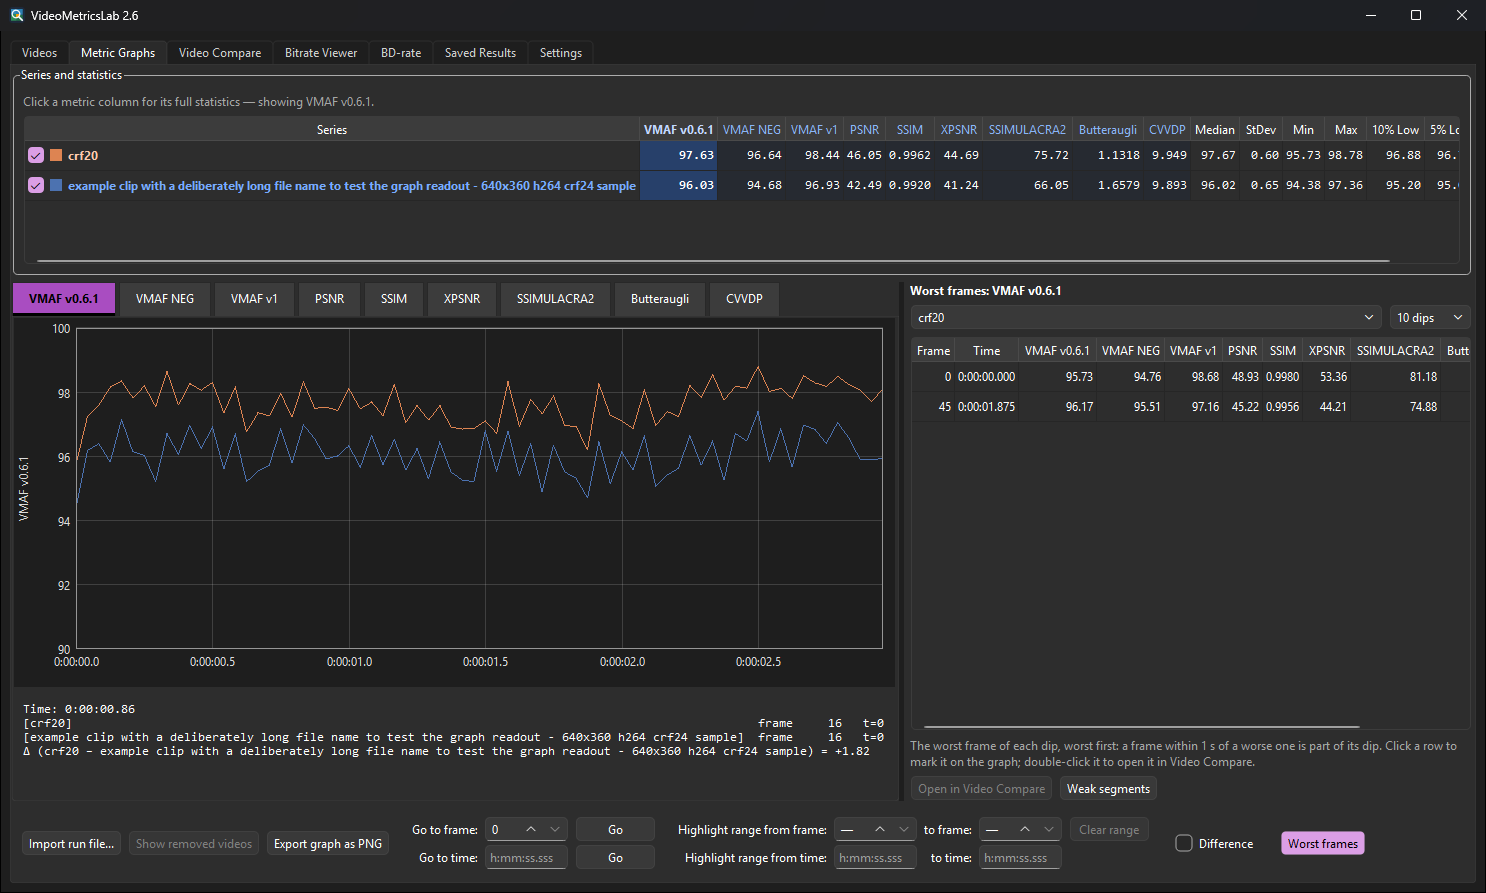 VideoMetricsLab 2.6
Videos Metric Graphs Video Compare Bitrate Viewer BD-rate Saved Results Settings
Series and statistics
Click a metric column for its full statistics — showing VMAF v0.6.1.
Series VMAF v0.6.1 VMAF NEG VMAF v1 PSNR SSIM XPSNR SSIMULACRA2 Butteraugli CVVDP Median StDev Min Max 10% Low 5% Lo
crf20 97.63 96.64 98.44 46.05 0.9962 44.69 75.72 1.1318 9.949 97.67 0.60 95.73 98.78 96.88 96.
example clip with a deliberately long file name to test the graph readout - 640x360 h264 crf24 sample 96.03 94.68 96.93 42.49 0.9920 41.24 66.05 1.6579 9.893 96.02 0.65 94.38 97.36 95.20 95.
VMAF v0.6.1 VMAF NEG VMAF v1 PSNR SSIM XPSNR SSIMULACRA2 Butteraugli CVVDP
100
98
96
94
92
90
VMAF v0.6.1
0:00:00.0 0:00:00.5 0:00:01.0 0:00:01.5 0:00:02.0 0:00:02.5
Time: 0:00:00.86
[crf20] frame 16 t=0
[example clip with a deliberately long file name to test the graph readout - 640x360 h264 crf24 sample] frame 16 t=0
Δ (crf20 − example clip with a deliberately long file name to test the graph readout - 640x360 h264 crf24 sample) = +1.82
Worst frames: VMAF v0.6.1
crf20 10 dips
Frame Time VMAF v0.6.1 VMAF NEG VMAF v1 PSNR SSIM XPSNR SSIMULACRA2 Butt
0 0:00:00.000 95.73 94.76 98.68 48.93 0.9980 53.36 81.18
45 0:00:01.875 96.17 95.51 97.16 45.22 0.9956 44.21 74.88
The worst frame of each dip, worst first: a frame within 1 s of a worse one is part of its dip. Click a row to
mark it on the graph; double-click it to open it in Video Compare.
Open in Video Compare Weak segments
Import run file... Show removed videos Export graph as PNG
Go to frame: 0 Go
Go to time: h:mm:ss.sss Go
Highlight range from frame: — to frame: — Clear range
Highlight range from time: h:mm:ss.sss to time: h:mm:ss.sss
Difference Worst frames